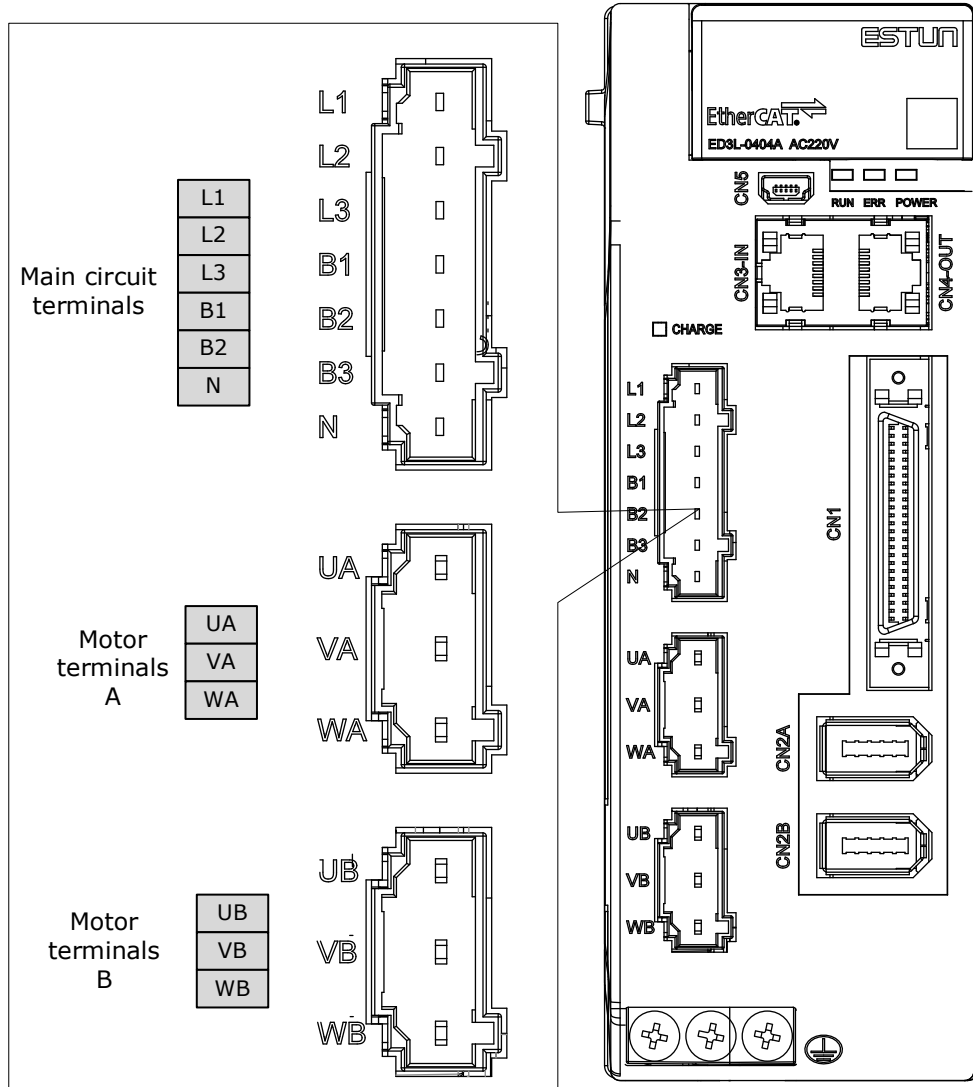 L1
L2
L3
B1
B2
B3
N
Main circuit
terminals
L1
L2
L3
B1
B2
N
UA
VA
WA
Motor
terminals
A
UA
VA
WA
UB
VB
WB
Motor
terminals
B
UB
VB
WB
ESTUN
EtherCAT.
ED3L-0404A AC220V
CN5
RUN ERR POWER
CN3-IN
CN4-OUT
CHARGE
L1
L2
L3
B1
B2
B3
N
CN1
UA
VA
WA
CN2A
UB
VB
WB
CN2B